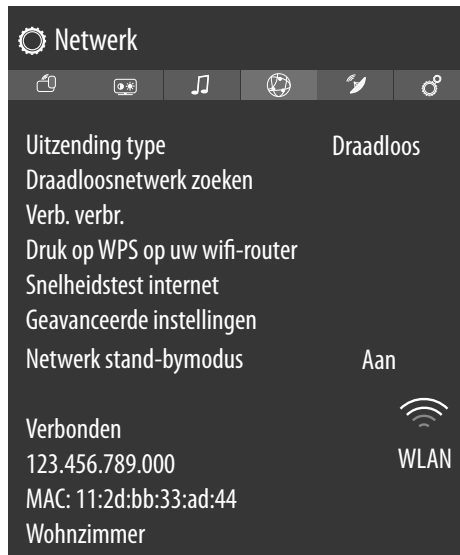 Netwerk
Uitzending type Draadloos
Draadloosnetwerk zoeken
Verb. verbr.
Druk op WPS op uw wifi-router
Snelheidstest internet
Geavanceerde instellingen
Netwerk stand-bymodus Aan
Verbonden
123.456.789.000 WLAN
MAC: 11:2d:bb:33:ad:44
Wohnzimmer